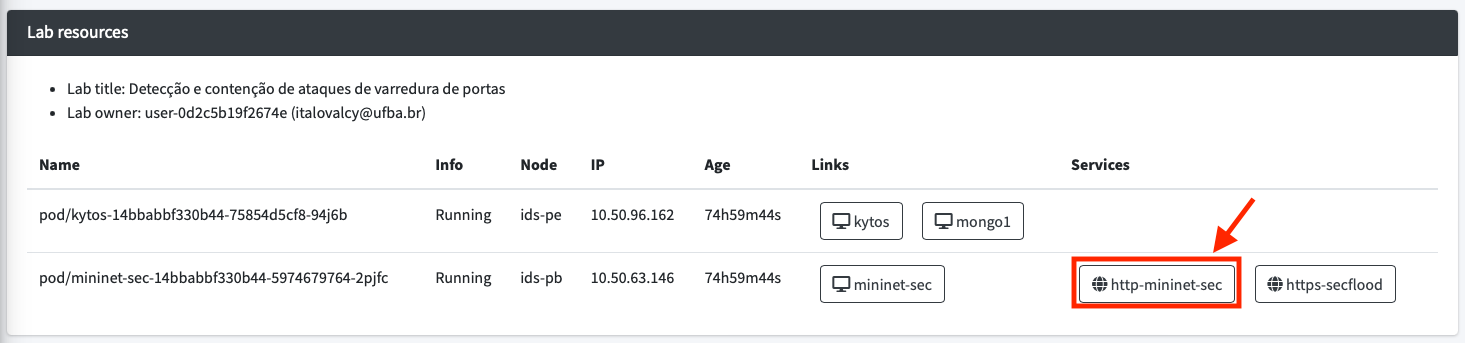 Lab resources
Lab title: Detecção e contenção de ataques de varredura de portas
Lab owner: user-0d2c5b19f2674e (italovalcy@ufba.br)
Name Info Node IP Age Links Services
pod/kytos-14bbabbf330b44-75854d5cf8-94j6b Running ids-pe 10.50.96.162 74h59m44s kytos mongo1
pod/mininet-sec-14bbabbf330b44-5974679764-2pjfc Running ids-pb 10.50.63.146 74h59m44s mininet-sec http-mininet-sec https-secflood